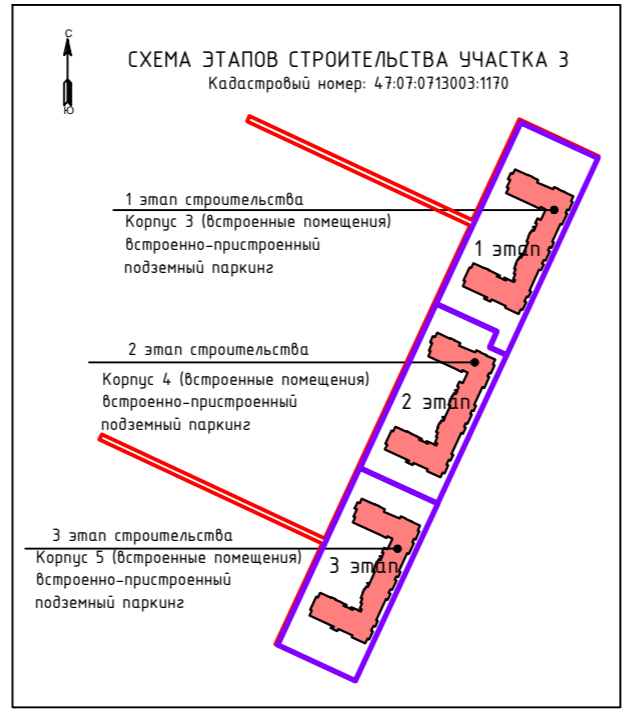 С
Ю
СХЕМА ЭТАПОВ СТРОИТЕЛЬСТВА УЧАСТКА 3
Кадастровый номер: 47:07:0713003:1170
1 этап строительства
Корпус 3 (встроенные помещения)
встроенно-пристроенный
подземный паркинг
1 этап
2 этап строительства
Корпус 4 (встроенные помещения)
встроенно-пристроенный
подземный паркинг
2 этап
3 этап строительства
Корпус 5 (встроенные помещения)
встроенно-пристроенный
подземный паркинг
3 этап